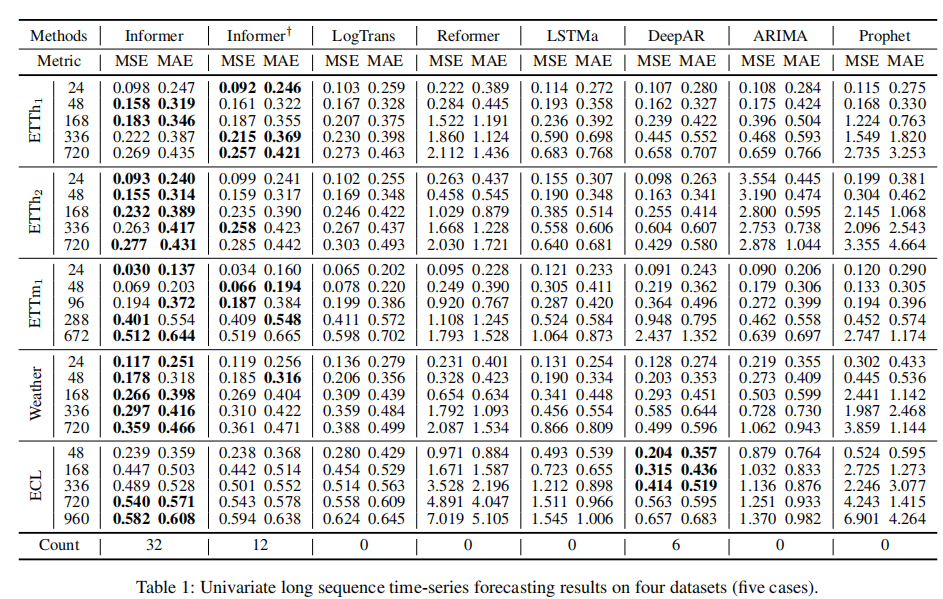 Methods Informer Informer† LogTrans Reformer LSTMa DeepAR ARIMA Prophet
Metric MSE MAE MSE MAE MSE MAE MSE MAE MSE MAE MSE MAE MSE MAE MSE MAE
ETTh1
24 0.098 0.247 0.092 0.246 0.103 0.259 0.222 0.389 0.114 0.272 0.107 0.280 0.108 0.284 0.115 0.275
48 0.158 0.319 0.161 0.322 0.167 0.328 0.284 0.445 0.193 0.358 0.162 0.327 0.175 0.424 0.168 0.330
168 0.183 0.346 0.187 0.355 0.207 0.375 1.522 1.191 0.236 0.392 0.239 0.422 0.396 0.504 1.224 0.763
336 0.222 0.387 0.215 0.369 0.230 0.398 1.860 1.124 0.590 0.698 0.445 0.552 0.468 0.593 1.549 1.820
720 0.269 0.435 0.257 0.421 0.273 0.463 2.112 1.436 0.683 0.768 0.658 0.707 0.659 0.766 2.735 3.253
ETTh2
24 0.093 0.240 0.099 0.241 0.102 0.255 0.263 0.437 0.155 0.307 0.098 0.263 3.554 0.445 0.199 0.381
48 0.155 0.314 0.159 0.317 0.169 0.348 0.458 0.545 0.190 0.348 0.163 0.341 3.190 0.474 0.304 0.462
168 0.232 0.389 0.235 0.390 0.246 0.422 1.029 0.879 0.385 0.514 0.255 0.414 2.800 0.595 2.145 1.068
336 0.263 0.417 0.258 0.423 0.267 0.437 1.668 1.228 0.558 0.606 0.604 0.607 2.753 0.738 2.096 2.543
720 0.277 0.431 0.285 0.442 0.303 0.493 2.030 1.721 0.640 0.681 0.429 0.580 2.878 1.044 3.355 4.664
ETTm1
24 0.030 0.137 0.034 0.160 0.065 0.202 0.095 0.228 0.121 0.233 0.091 0.243 0.090 0.206 0.120 0.290
48 0.069 0.203 0.066 0.194 0.078 0.220 0.249 0.390 0.305 0.411 0.219 0.362 0.179 0.306 0.133 0.305
96 0.194 0.372 0.187 0.384 0.199 0.386 0.920 0.767 0.287 0.420 0.364 0.496 0.272 0.399 0.194 0.396
288 0.401 0.554 0.409 0.548 0.411 0.572 1.108 1.245 0.524 0.584 0.948 0.795 0.462 0.558 0.452 0.574
672 0.512 0.644 0.519 0.665 0.598 0.702 1.793 1.528 1.064 0.873 2.437 1.352 0.639 0.697 2.747 1.174
Weather
24 0.117 0.251 0.119 0.256 0.136 0.279 0.231 0.401 0.131 0.254 0.128 0.274 0.219 0.355 0.302 0.433
48 0.178 0.318 0.185 0.316 0.206 0.356 0.328 0.423 0.190 0.334 0.203 0.353 0.273 0.409 0.445 0.536
168 0.266 0.398 0.269 0.404 0.309 0.439 0.654 0.634 0.341 0.448 0.293 0.451 0.503 0.599 2.441 1.142
336 0.297 0.416 0.310 0.422 0.359 0.484 1.792 1.093 0.456 0.554 0.585 0.644 0.728 0.730 1.987 2.468
720 0.359 0.466 0.361 0.471 0.388 0.499 2.087 1.534 0.866 0.809 0.499 0.596 1.062 0.943 3.859 1.144
ECL
48 0.239 0.359 0.238 0.368 0.280 0.429 0.971 0.884 0.493 0.539 0.204 0.357 0.879 0.764 0.524 0.595
168 0.447 0.503 0.442 0.514 0.454 0.529 1.671 1.587 0.723 0.655 0.315 0.436 1.032 0.833 2.725 1.273
336 0.489 0.528 0.501 0.552 0.514 0.563 3.528 2.196 1.212 0.898 0.414 0.519 1.136 0.876 2.246 3.077
720 0.540 0.571 0.543 0.578 0.558 0.609 4.891 4.047 1.511 0.966 0.563 0.595 1.251 0.933 4.243 1.415
960 0.582 0.608 0.594 0.638 0.624 0.645 7.019 5.105 1.545 1.006 0.657 0.683 1.370 0.982 6.901 4.264
Count 32 12 0 0 0 6 0 0
Table 1: Univariate long sequence time-series forecasting results on four datasets (five cases).